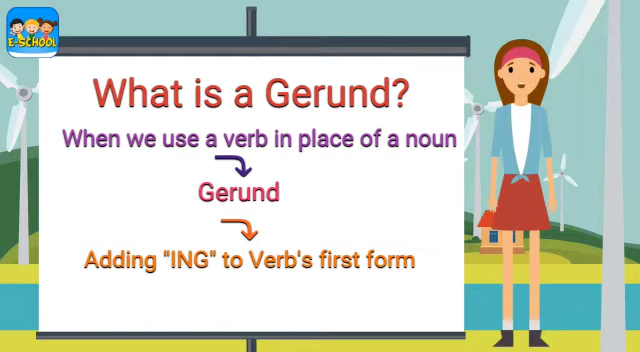 E-SCHOOL
What is a Gerund?
When we use a verb in place of a noun
Gerund
Adding "ING" to Verb's first form